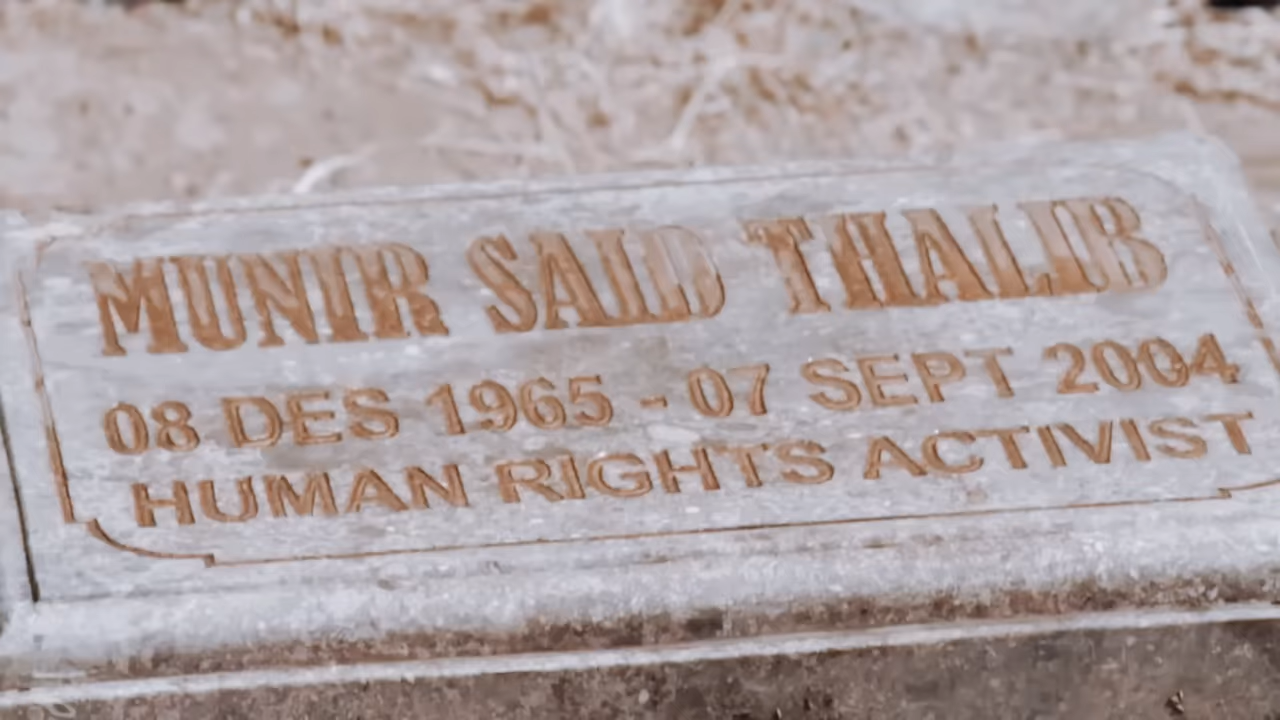 MUNIR SAID THALIB
08 DES 1965 - 07 SEPT 2004
HUMAN RIGHTS ACTIVIST